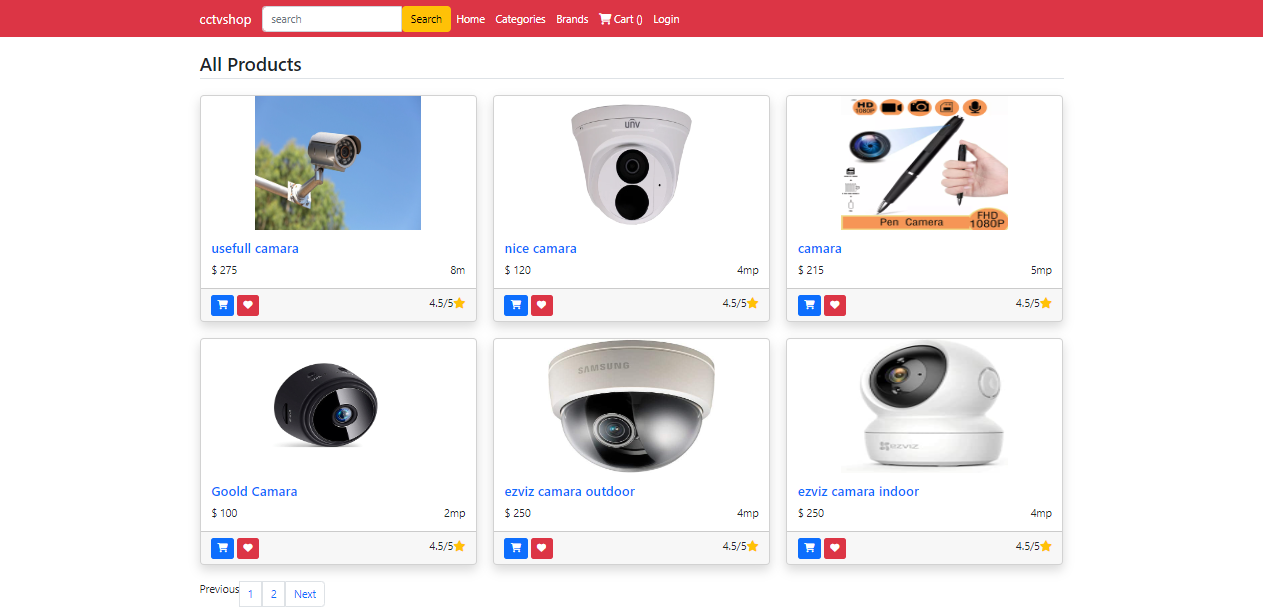 cctvshop search Search Home Categories Brands Cart () Login
All Products
unv
HD
1080P
Pen Camera
FHD
1080P
usefull camara
nice camara
camara
$ 275 8m
$ 120 4mp
$ 215 5mp
4.5/5
4.5/5
4.5/5
SAMSUNG
ezviz
Goold Camara
ezviz camara outdoor
ezviz camara indoor
$ 100 2mp
$ 250 4mp
$ 250 4mp
4.5/5
4.5/5
4.5/5
Previous 1 2 Next